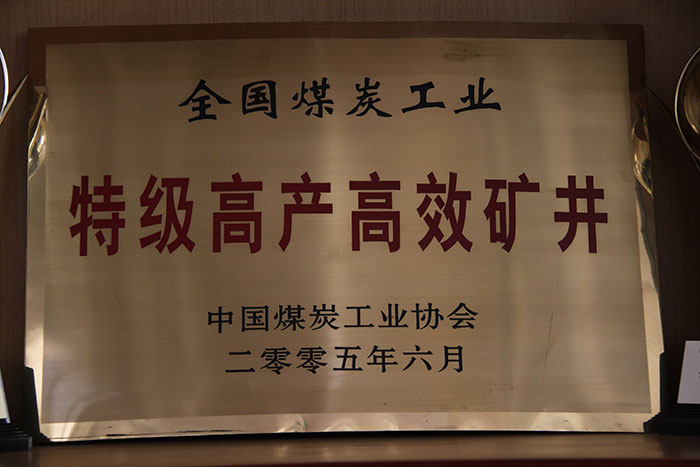 全国煤炭工业
特级高产高效矿井
中国煤炭工业协会
二零零五年六月